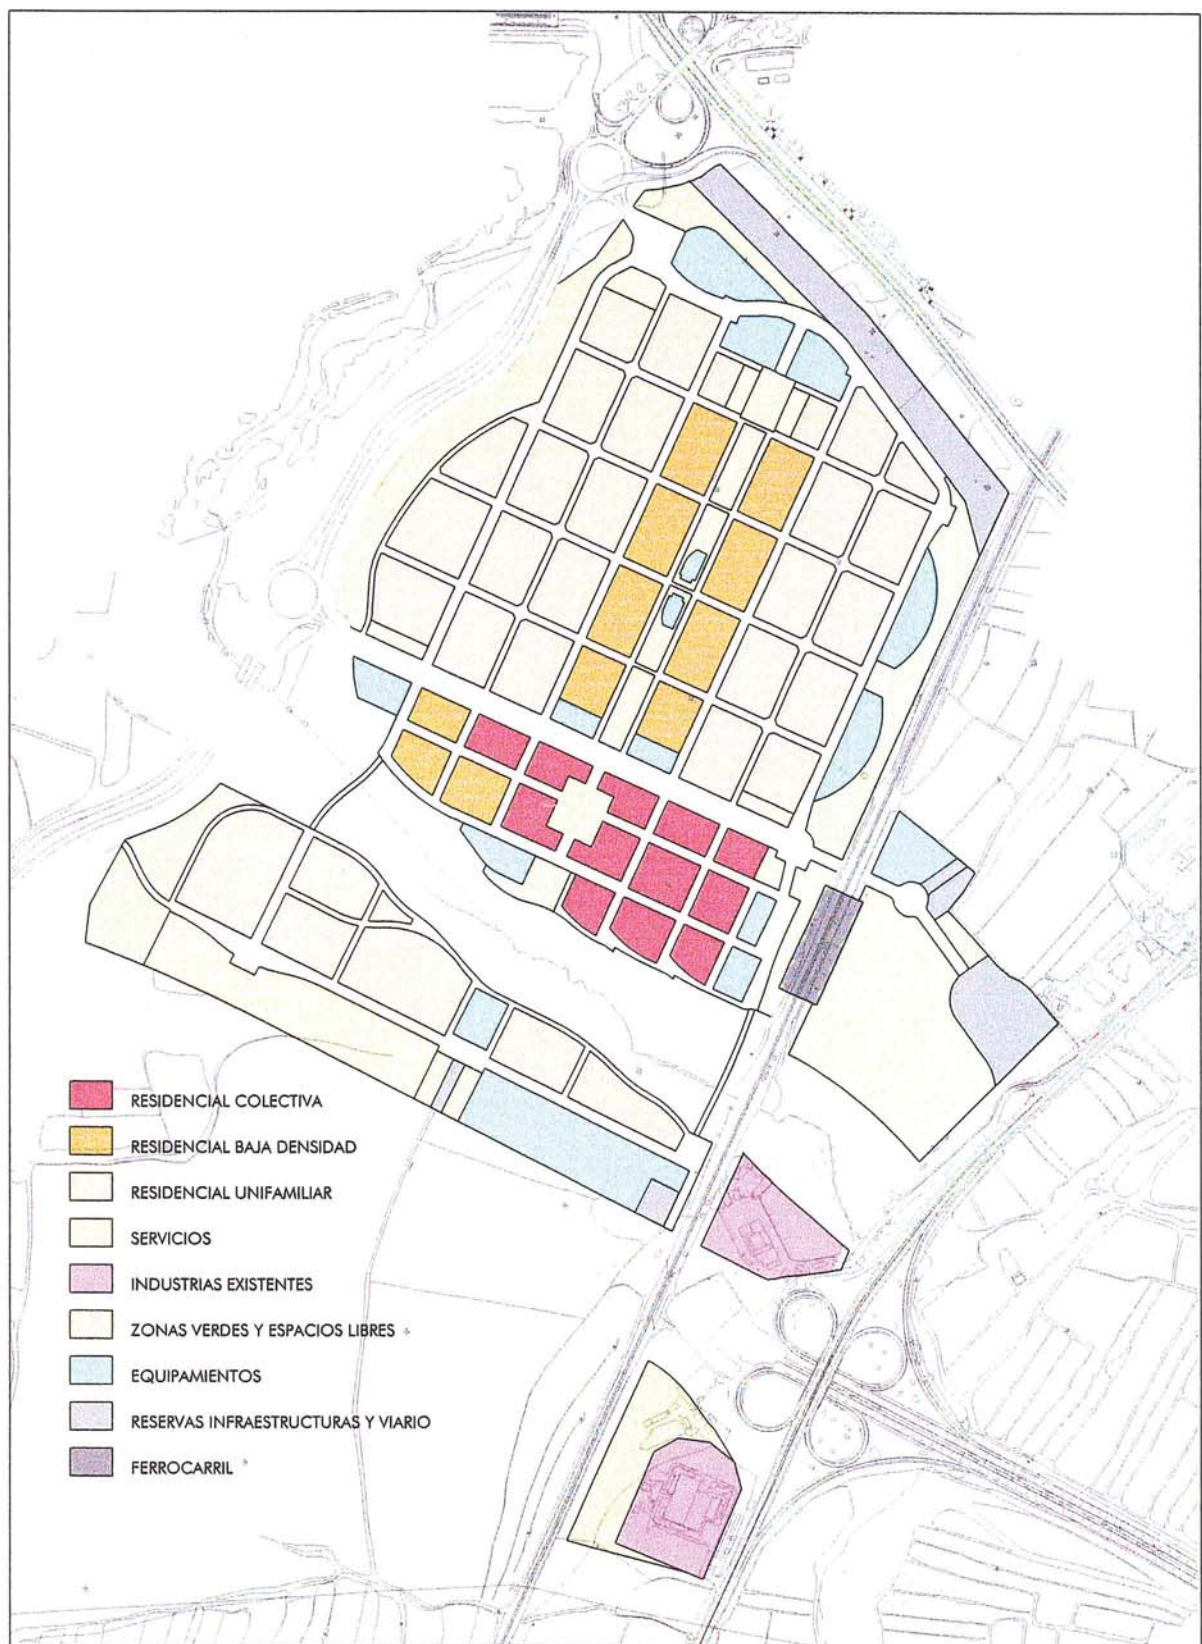 RESIDENCIAL COLECTIVA
RESIDENCIAL BAJA DENSIDAD
RESIDENCIAL UNIFAMILIAR
SERVICIOS
INDUSTRIAS EXISTENTES
ZONAS VERDES Y ESPACIOS LIBRES
EQUIPAMIENTOS
RESERVAS INFRAESTRUCTURAS Y VIARIO
FERROCARRIL